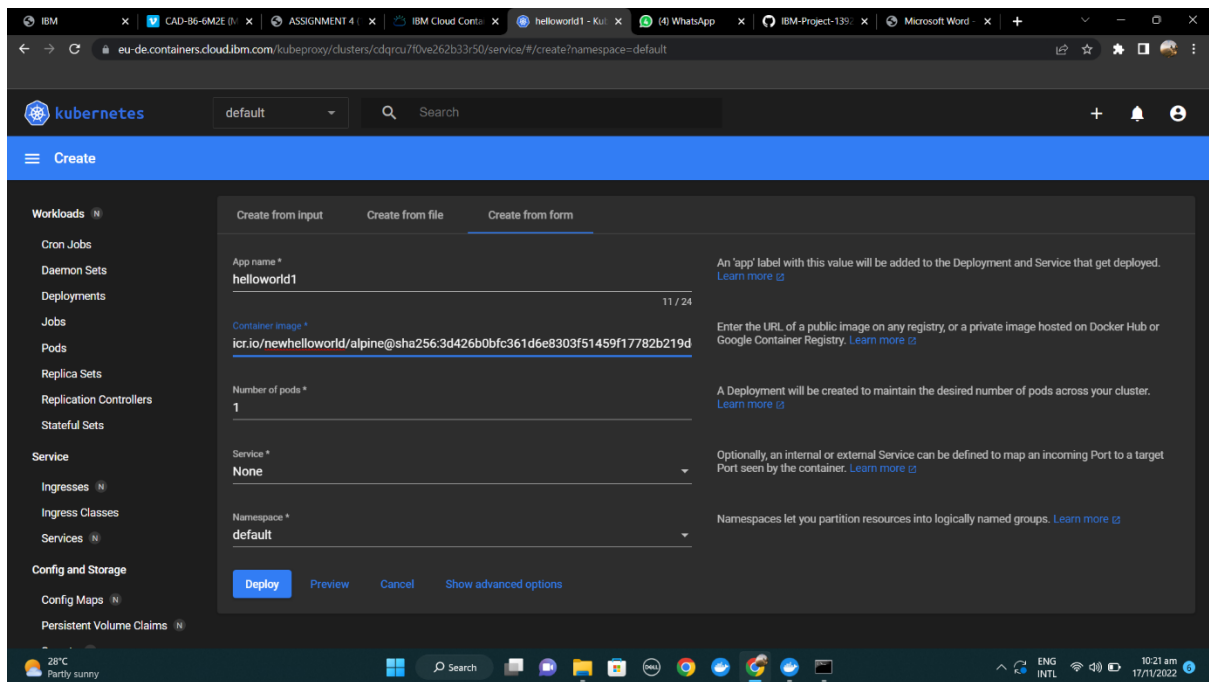 IBM
CAD-B6-6M2E (M
ASSIGNMENT 4 (
IBM Cloud Contai
helloworld1 - Kub
(4) WhatsApp
IBM-Project-1392
Microsoft Word -
eu-de.containers.cloud.ibm.com/kubeproxy/clusters/cdqrcu7f0ve262b33r50/service/#/create?namespace=default
kubernetes
default
Search
Create
Workloads N
Cron Jobs
Daemon Sets
Deployments
Jobs
Pods
Replica Sets
Replication Controllers
Stateful Sets
Service
Ingresses N
Ingress Classes
Services N
Config and Storage
Config Maps N
Persistent Volume Claims N
Create from input
Create from file
Create from form
App name *
helloworld1
11 / 24
An 'app' label with this value will be added to the Deployment and Service that get deployed.
Learn more
Container image *
icr.io/newhelloworld/alpine@sha256:3d426b0bfc361d6e8303f51459f17782b219d
Enter the URL of a public image on any registry, or a private image hosted on Docker Hub or
Google Container Registry. Learn more
Number of pods *
1
A Deployment will be created to maintain the desired number of pods across your cluster.
Learn more
Service *
None
Optionally, an internal or external Service can be defined to map an incoming Port to a target
Port seen by the container. Learn more
Namespace *
default
Namespaces let you partition resources into logically named groups. Learn more
Deploy
Preview
Cancel
Show advanced options
28°C
Partly sunny
Search
DELL
ENG
INTL
10:21 am
17/11/2022
6